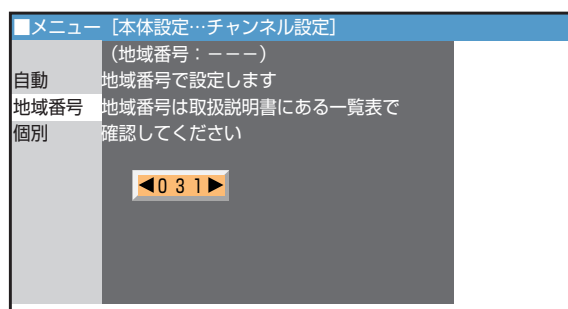 ■メニュー [本体設定…チャンネル設定]
(地域番号：－－－)
自動 地域番号で設定します
地域番号 地域番号は取扱説明書にある一覧表で
個別 確認してください
◀031▶